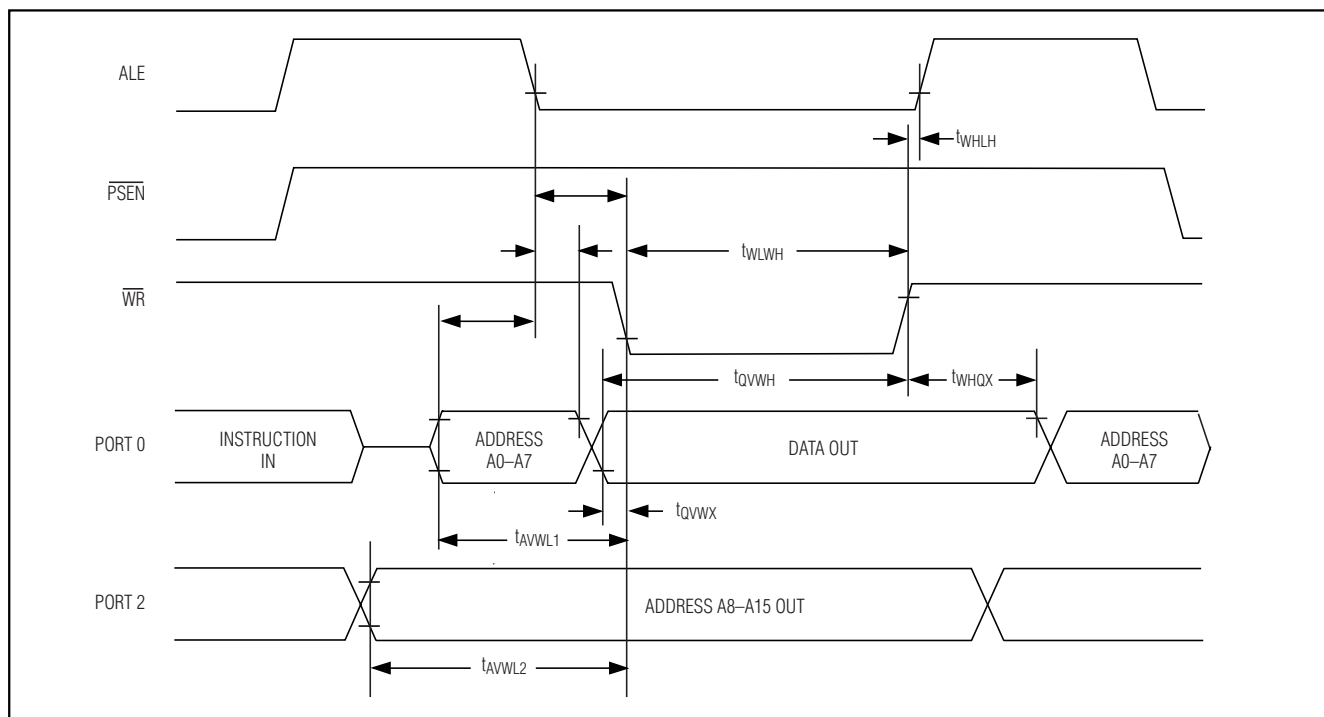 ALE
tWHLH
PSEN
tWLWH
WR
tQVWH
tWHQX
PORT 0
INSTRUCTION
IN
ADDRESS
A0–A7
DATA OUT
ADDRESS
A0–A7
tQVWX
tAVWL1
PORT 2
ADDRESS A8–A15 OUT
tAVWL2